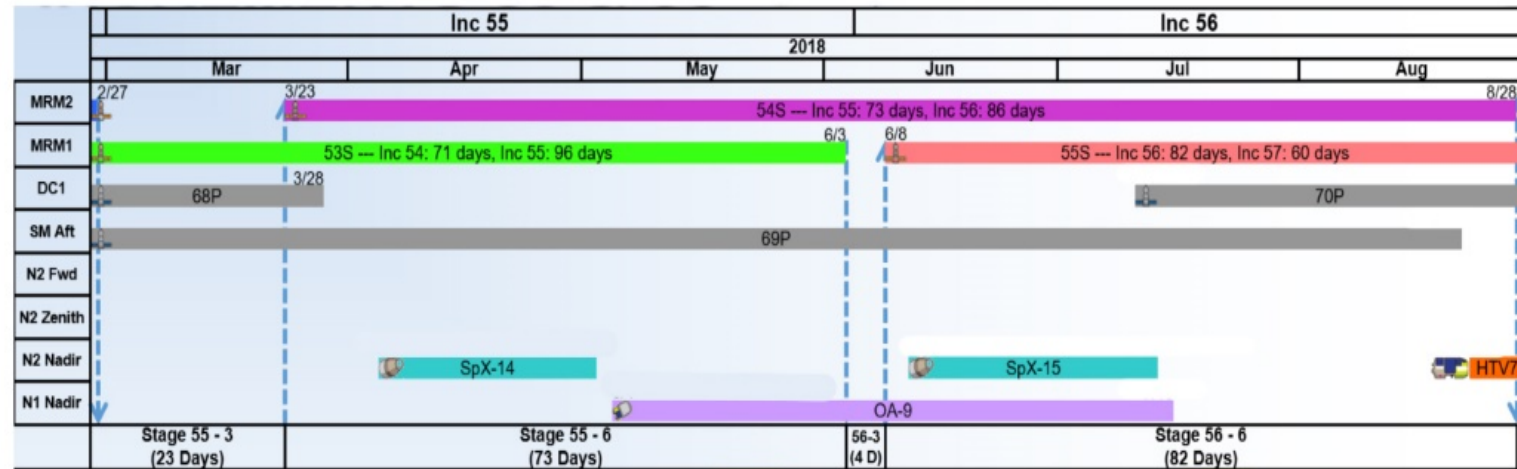 Inc 55 Inc 56
2018
Mar Apr May Jun Jul Aug
MRM2 2/27 3/23 54S --- Inc 55: 73 days, Inc 56: 86 days 8/28
MRM1 53S --- Inc 54: 71 days, Inc 55: 96 days 6/3 6/8 55S --- Inc 56: 82 days, Inc 57: 60 days
DC1 68P 3/28 70P
SM Aft 69P
N2 Fwd
N2 Zenith
N2 Nadir SpX-14 SpX-15 HTV7
N1 Nadir OA-9
Stage 55 - 3 Stage 55 - 6 56-3 Stage 56 - 6
(23 Days) (73 Days) (4 D) (82 Days)